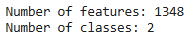 Number of features: 1348
Number of classes: 2